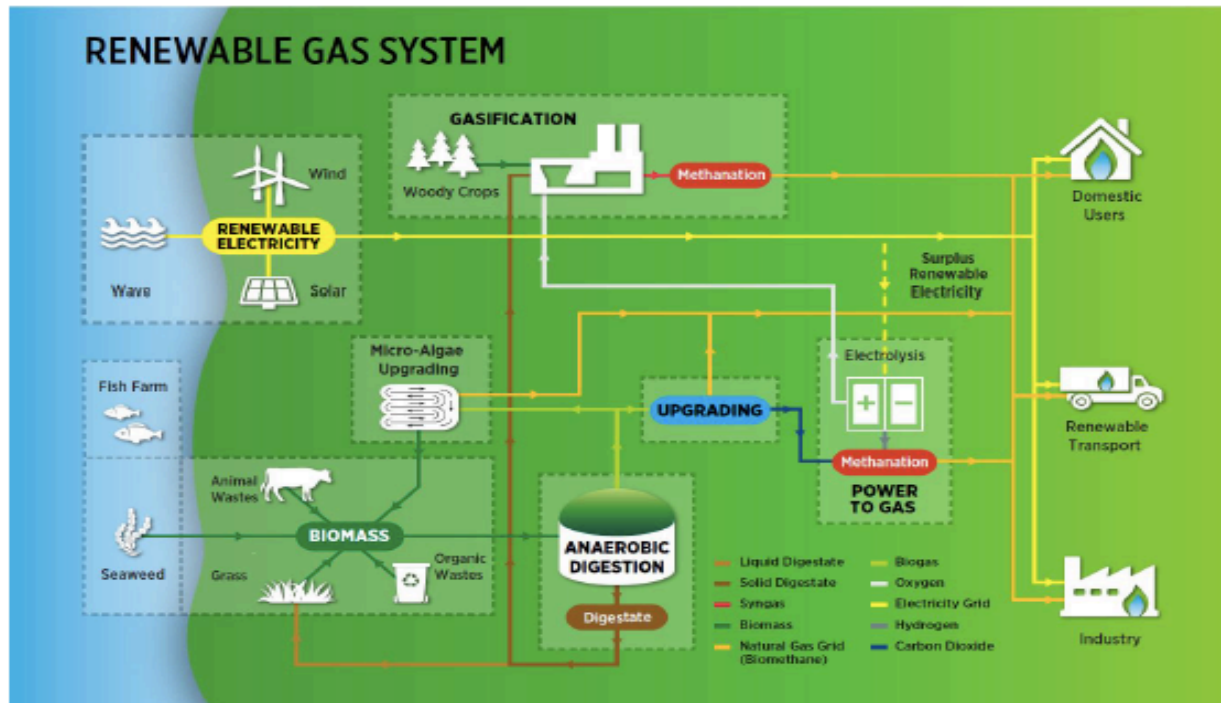 RENEWABLE GAS SYSTEM
GASIFICATION
Woody Crops
Methanation
Domestic
Users
Wind
RENEWABLE
ELECTRICITY
Wave
Solar
Surplus
Renewable
Electricity
Micro-Algae
Upgrading
Electrolysis
Fish Farm
UPGRADING
Renewable
Transport
Methanation
POWER
TO GAS
Animal
Wastes
BIOMASS
ANAEROBIC
DIGESTION
Seaweed
Grass
Organic
Wastes
Digestate
Liquid Digestate
Solid Digestate
Syngas
Biomass
Natural Gas Grid
(Biomethane)
Biogas
Oxygen
Electricity Grid
Hydrogen
Carbon Dioxide
Industry